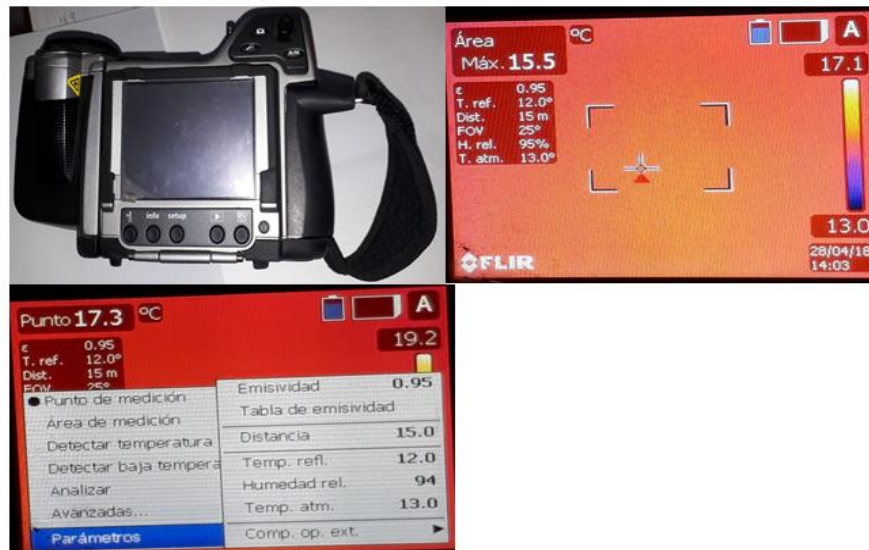 info setup
A/M
Área °C A
Máx. 15.5
17.1
ε 0.95
T. ref. 12.0°
Dist. 15 m
FOV 25°
H. rel. 95%
T. atm. 13.0°
13.0
28/04/18
14:03
FLIR
Punto 17.3 °C A
19.2
ε 0.95
T. ref. 12.0°
Dist. 15 m
FOV 25°
Punto de medición
Área de medición
Detectar temperatura
Detectar baja tempera
Analizar
Avanzadas...
Parámetros
Emisividad 0.95
Tabla de emisividad
Distancia 15.0
Temp. refl. 12.0
Humedad rel. 94
Temp. atm. 13.0
Comp. op. ext.